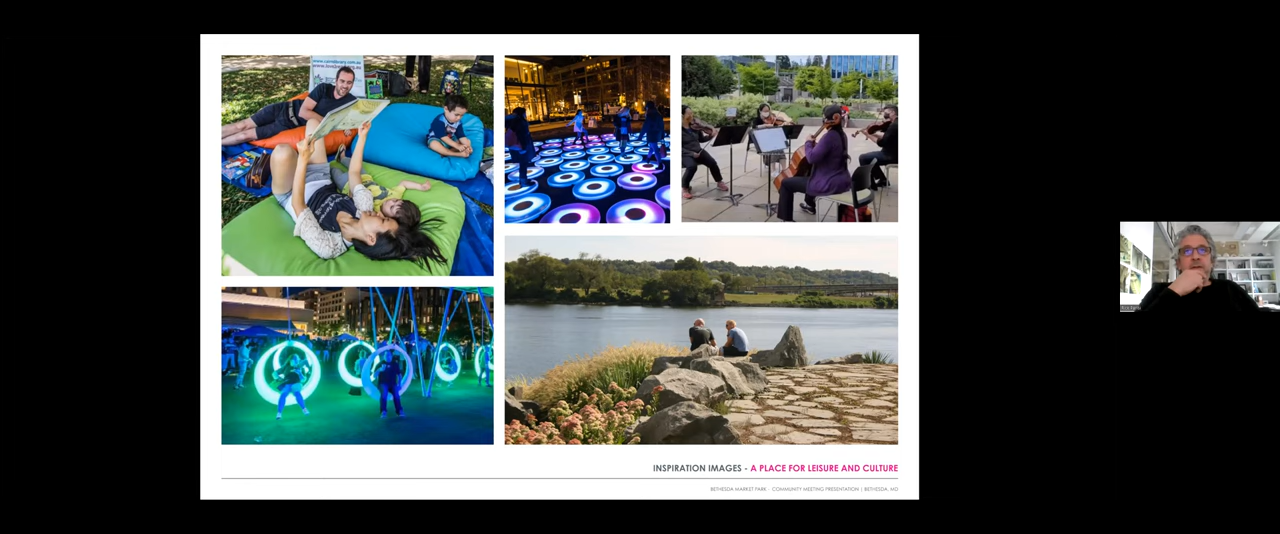 INSPIRATION IMAGES - A PLACE FOR LEISURE AND CULTURE
BETHESDA MARKET PARK - COMMUNITY MEETING PRESENTATION | BETHESDA, MD